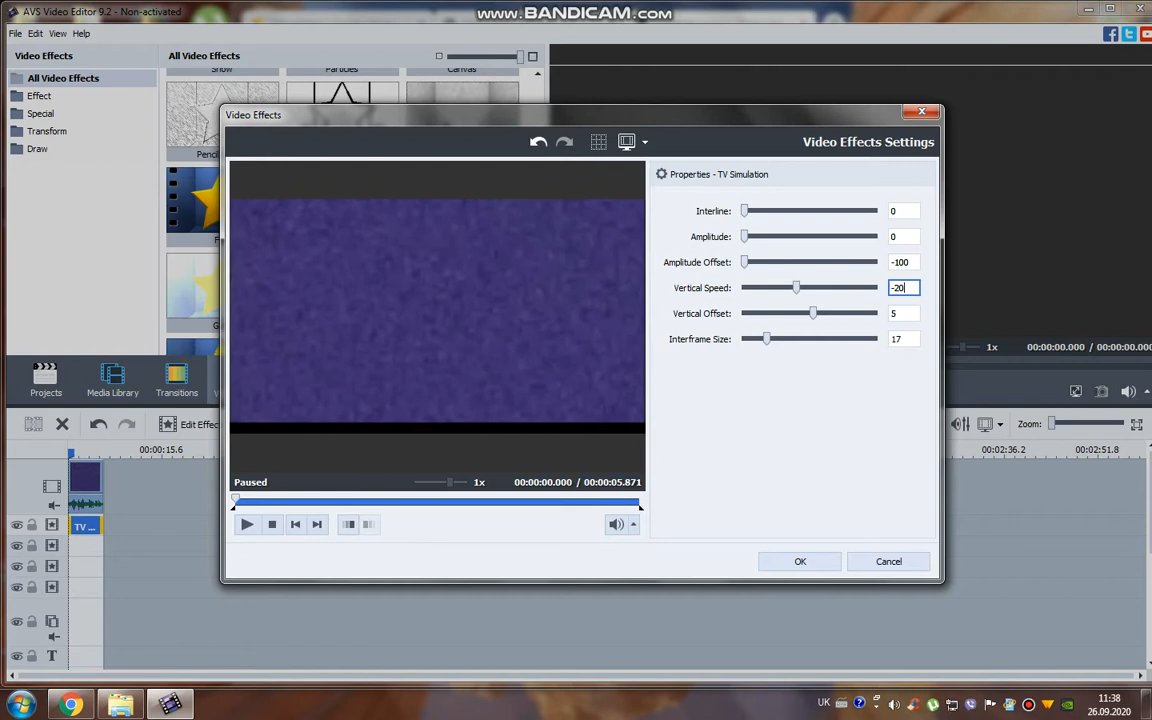 AVS Video Editor 9.2 - Non-activated
www.BANDICAM.com
File Edit View Help
Video Effects
All Video Effects
Show Particles Canvas
All Video Effects
Effect
Special
Transform
Draw
Pencil
Video Effects
Video Effects Settings
Properties - TV Simulation
Interline: 0
Amplitude: 0
Amplitude Offset: -100
Vertical Speed: -20
Vertical Offset: 5
Interframe Size: 17
Paused 1x 00:00:00.000 / 00:00:05.871
OK Cancel
1x 00:00:00.000 / 00:00:00.000
Projects Media Library Transitions
Edit Effec
Zoom:
00:00:15.6 00:02:36.2 00:02:51.8
TV ...
T
UK
11:38
26.09.2020